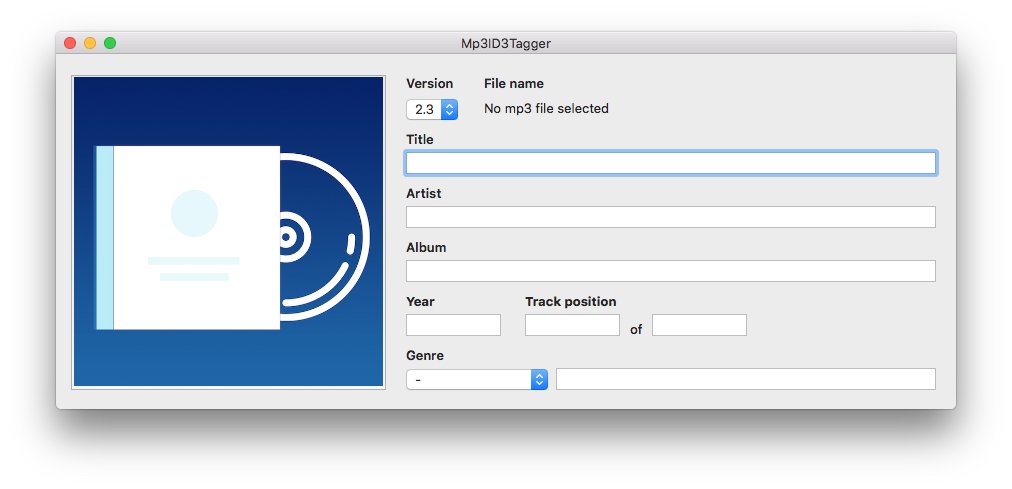 Mp3ID3Tagger
Version File name
2.3 No mp3 file selected
Title
Artist
Album
Year Track position
of
Genre
-